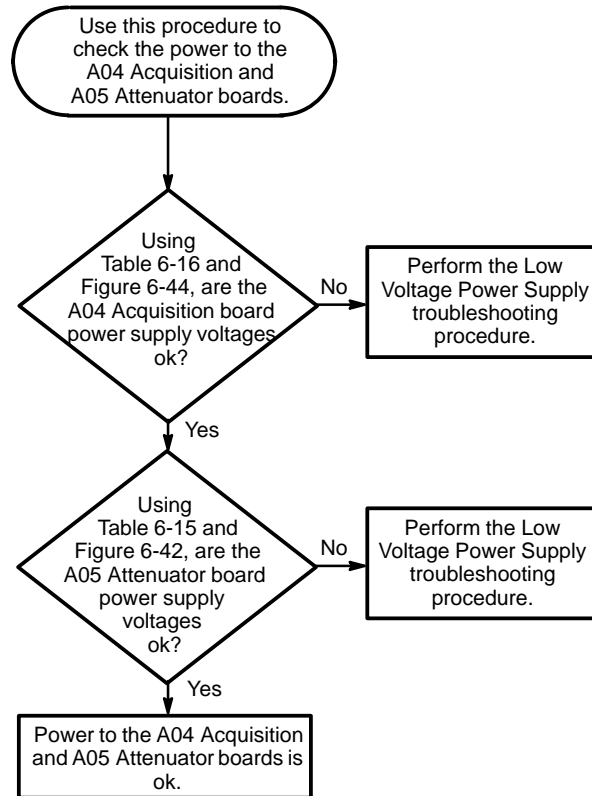 Use this procedure to
check the power to the
A04 Acquisition and
A05 Attenuator boards.
Using
Table 6-16 and
Figure 6-44, are the
A04 Acquisition board
power supply voltages
ok?
No
Perform the Low
Voltage Power Supply
troubleshooting
procedure.
Yes
Using
Table 6-15 and
Figure 6-42, are the
A05 Attenuator board
power supply
voltages
ok?
No
Perform the Low
Voltage Power Supply
troubleshooting
procedure.
Yes
Power to the A04 Acquisition
and A05 Attenuator boards is
ok.